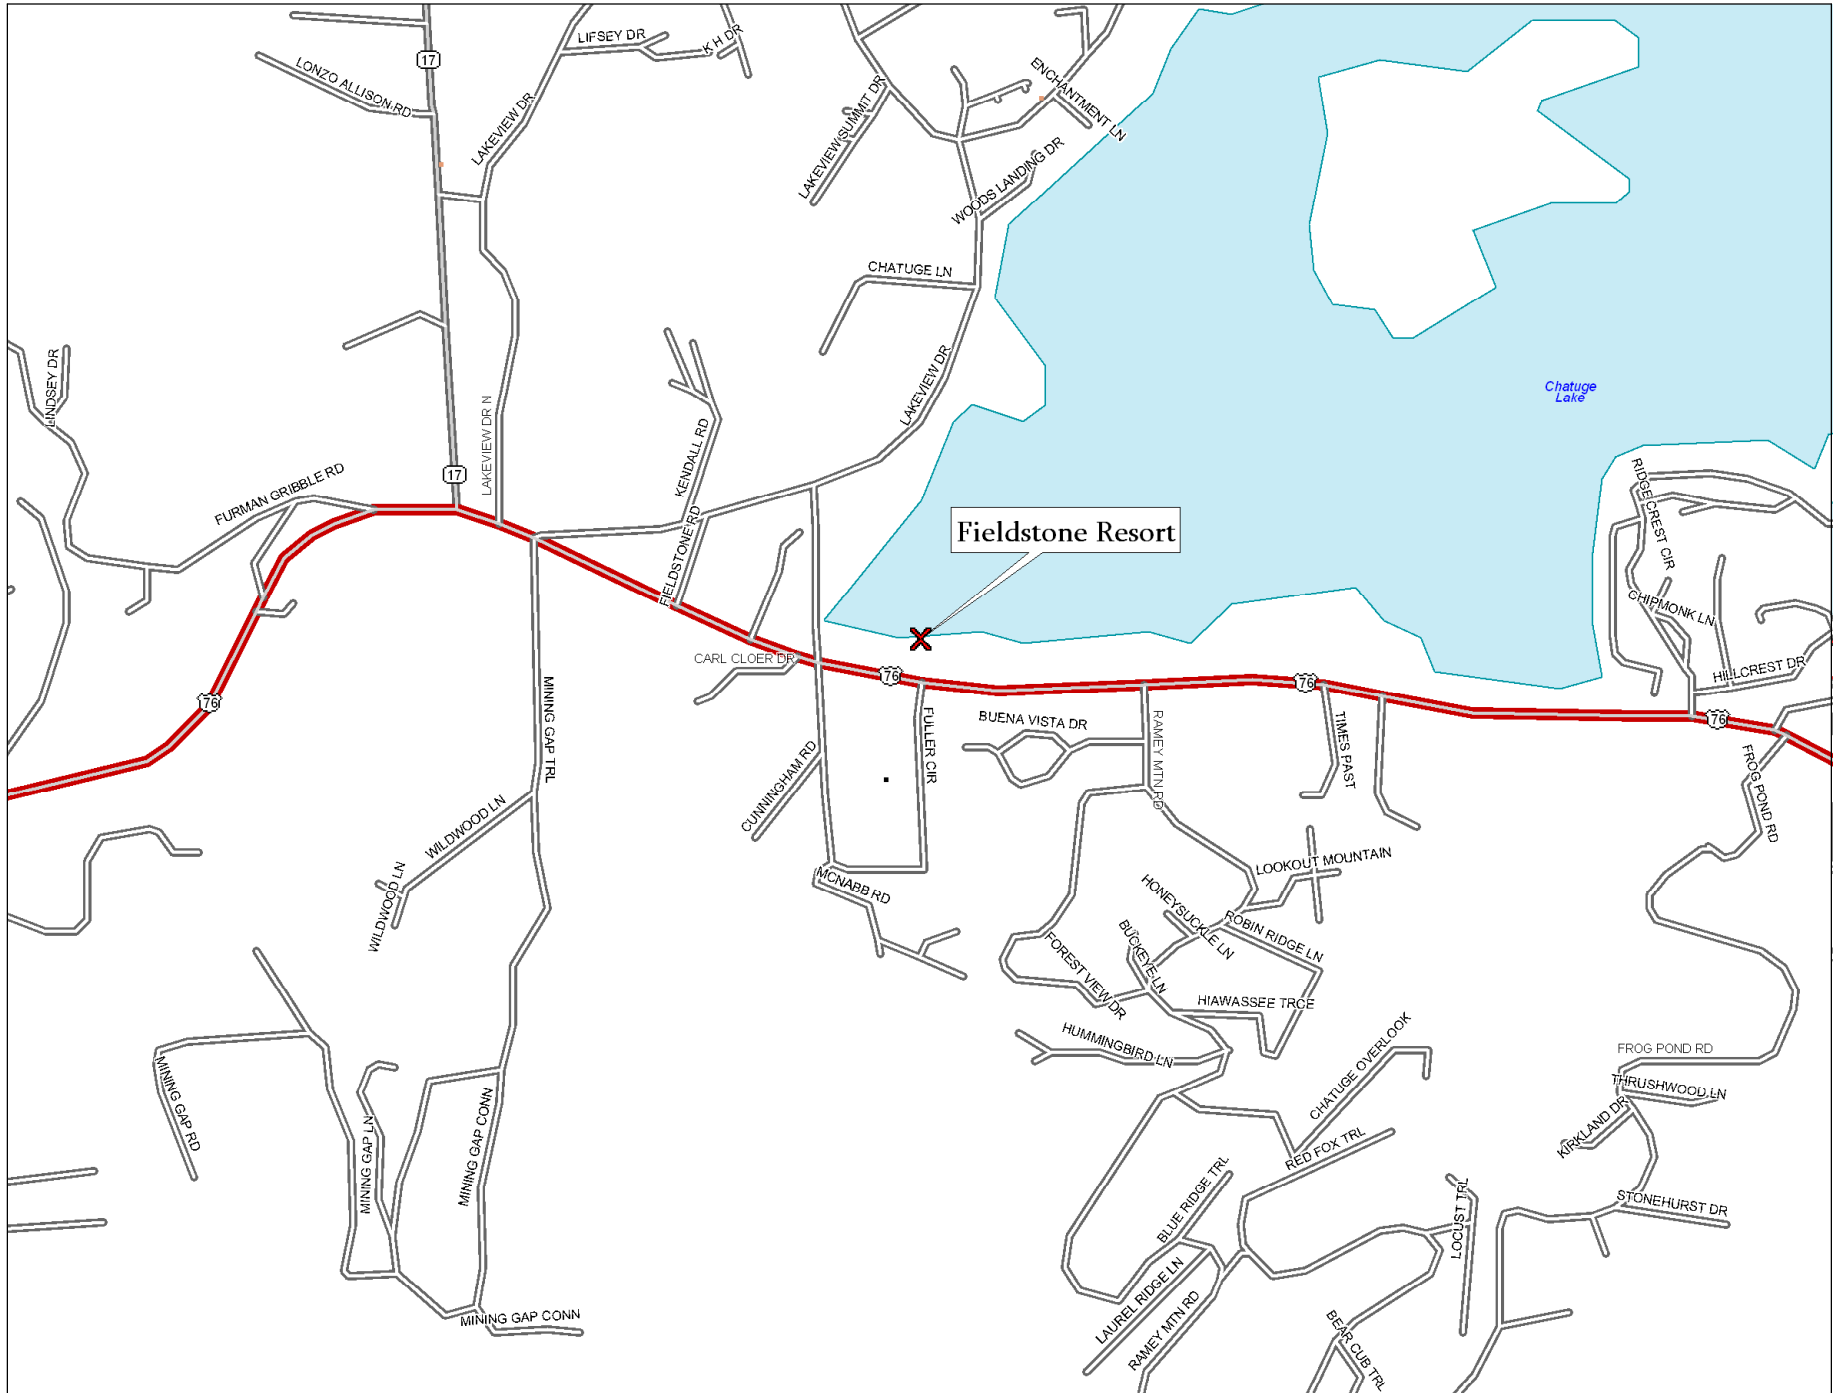 LIFSEY DR
K H DR
17
LONZO ALLISON RD
LAKEVIEW DR
LAKEVIEW SUMMIT DR
ENCHANTMENT LN
WOODS LANDING DR
CHATUGE LN
LINDSEY DR
LAKEVIEW DR
Chatuge
Lake
LAKEVIEW DR N
KENDALL RD
FURMAN GRIBBLE RD
17
RIDGECREST CIR
FIELDSTONE RD
Fieldstone Resort
CHIPMONK LN
CARL CLOER DR
HILLCREST DR
76
76
76
76
MINING GAP TRL
FULLER CIR
BUENA VISTA DR
RAMEY MTN RD
TIMES PAST
FROG POND RD
CUNNINGHAM RD
WILDWOOD LN
WILDWOOD LN
MCNABB RD
LOOKOUT MOUNTAIN
HONEYSUCKLE LN
ROBIN RIDGE LN
BUCKEYE LN
FOREST VIEW DR
HIAWASSEE TRCE
HUMMINGBIRD LN
CHATUGE OVERLOOK
FROG POND RD
THRUSHWOOD LN
KIRKLAND DR
MINING GAP RD
MINING GAP LN
MINING GAP CONN
RED FOX TRL
BLUE RIDGE TRL
LOCUST TRL
STONEHURST DR
LAUREL RIDGE LN
RAMEY MTN RD
BEAR CUB TRL
MINING GAP CONN